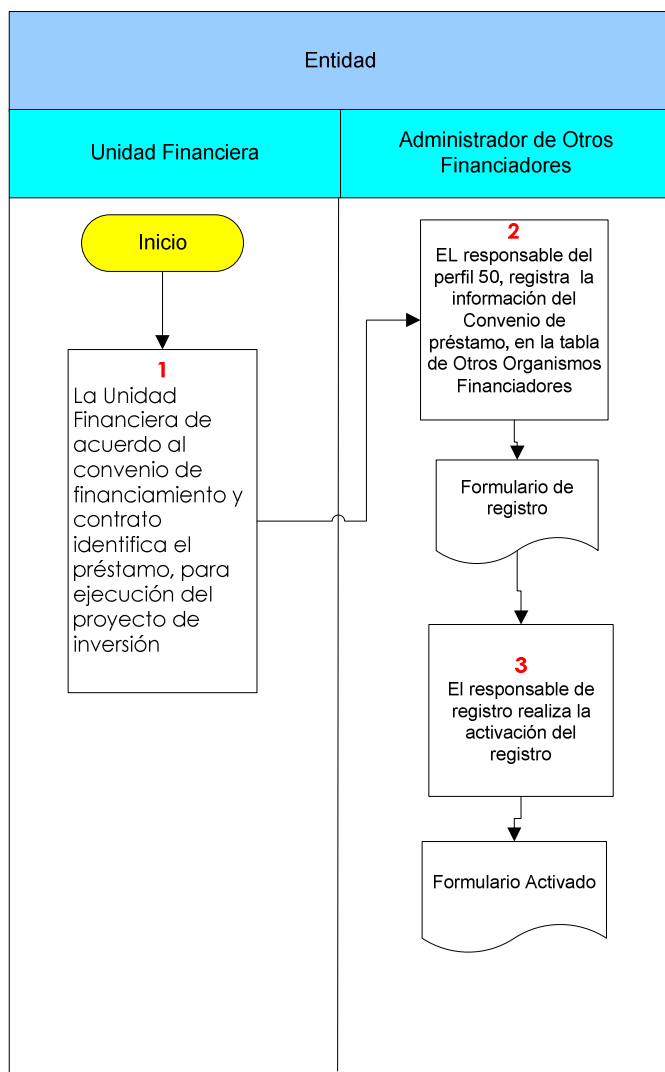 Entidad
Unidad Financiera
Administrador de Otros
Financiadores
Inicio
1
La Unidad
Financiera de
acuerdo al
convenio de
financiamiento y
contrato
identifica el
préstamo, para
ejecución del
proyecto de
inversión
2
EL responsable del
perfil 50, registra la
información del
Convenio de
préstamo, en la tabla
de Otros Organismos
Financiadores
Formulario de
registro
3
El responsable de
registro realiza la
activación del
registro
Formulario Activado